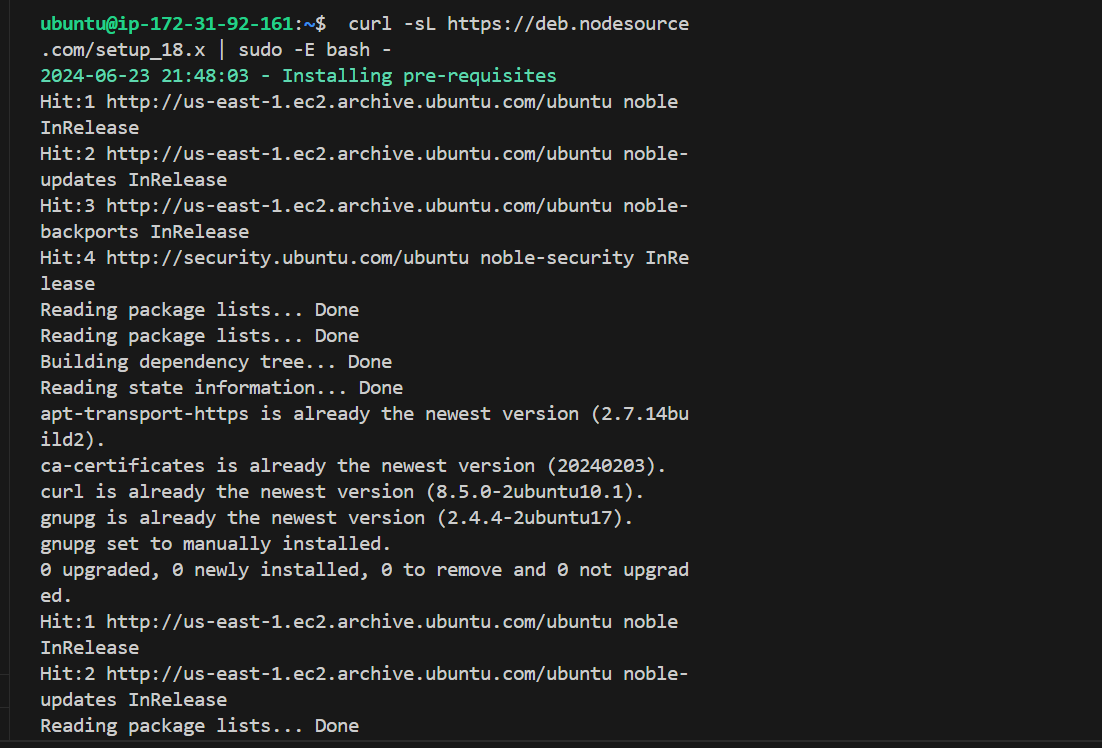 ubuntu@ip-172-31-92-161:~$  curl -sL https://deb.nodesource
.com/setup_18.x | sudo -E bash -
2024-06-23 21:48:03 - Installing pre-requisites
Hit:1 http://us-east-1.ec2.archive.ubuntu.com/ubuntu noble
InRelease
Hit:2 http://us-east-1.ec2.archive.ubuntu.com/ubuntu noble-
updates InRelease
Hit:3 http://us-east-1.ec2.archive.ubuntu.com/ubuntu noble-
backports InRelease
Hit:4 http://security.ubuntu.com/ubuntu noble-security InRe
lease
Reading package lists... Done
Reading package lists... Done
Building dependency tree... Done
Reading state information... Done
apt-transport-https is already the newest version (2.7.14bu
ild2).
ca-certificates is already the newest version (20240203).
curl is already the newest version (8.5.0-2ubuntu10.1).
gnupg is already the newest version (2.4.4-2ubuntu17).
gnupg set to manually installed.
0 upgraded, 0 newly installed, 0 to remove and 0 not upgrad
ed.
Hit:1 http://us-east-1.ec2.archive.ubuntu.com/ubuntu noble
InRelease
Hit:2 http://us-east-1.ec2.archive.ubuntu.com/ubuntu noble-
updates InRelease
Reading package lists... Done